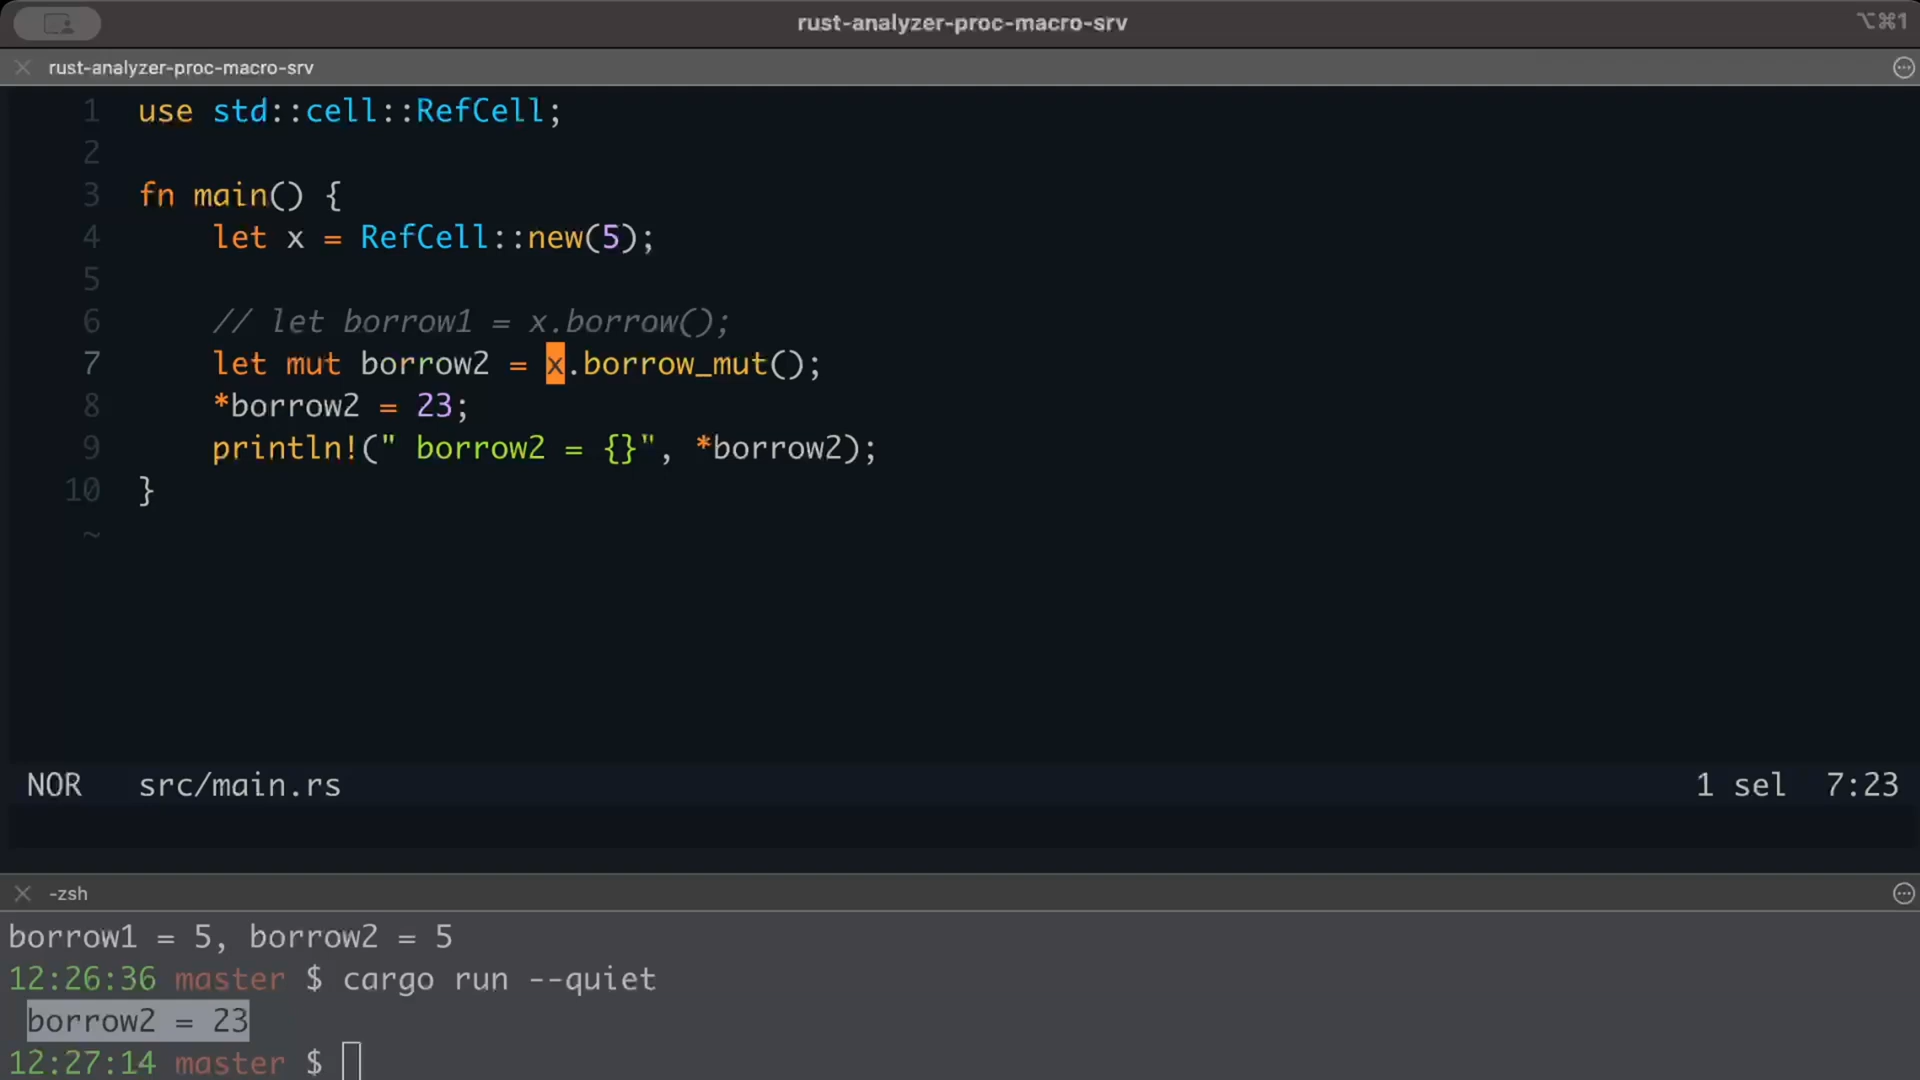 rust-analyzer-proc-macro-srv
⌥⌘1
rust-analyzer-proc-macro-srv
1 use std::cell::RefCell;
2
3 fn main() {
4     let x = RefCell::new(5);
5
6     // let borrow1 = x.borrow();
7     let mut borrow2 = x.borrow_mut();
8     *borrow2 = 23;
9     println!(" borrow2 = {}", *borrow2);
10 }
~
NOR src/main.rs 1 sel 7:23
-zsh
borrow1 = 5, borrow2 = 5
12:26:36 master $ cargo run --quiet
 borrow2 = 23
12:27:14 master $